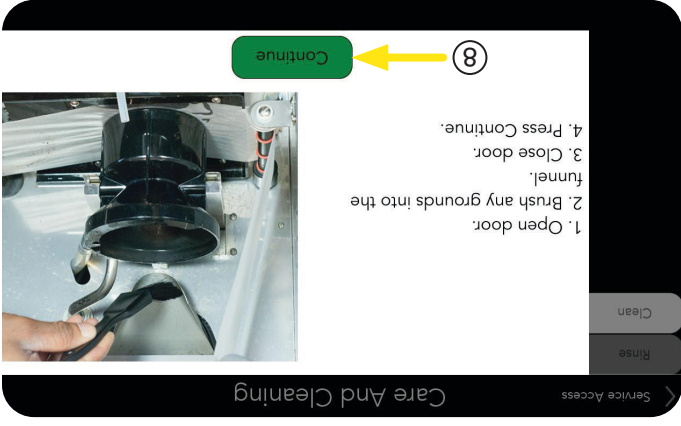 Service Access
Care And Cleaning
Rinse
Clean
1. Open door.
2. Brush any grounds into the
funnel.
3. Close door.
4. Press Continue.
8
Continue